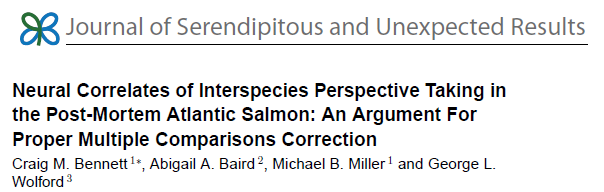 Journal of Serendipitous and Unexpected Results
Neural Correlates of Interspecies Perspective Taking in
the Post-Mortem Atlantic Salmon: An Argument For
Proper Multiple Comparisons Correction
Craig M. Bennett 1*, Abigail A. Baird 2, Michael B. Miller 1 and George L.
Wolford 3